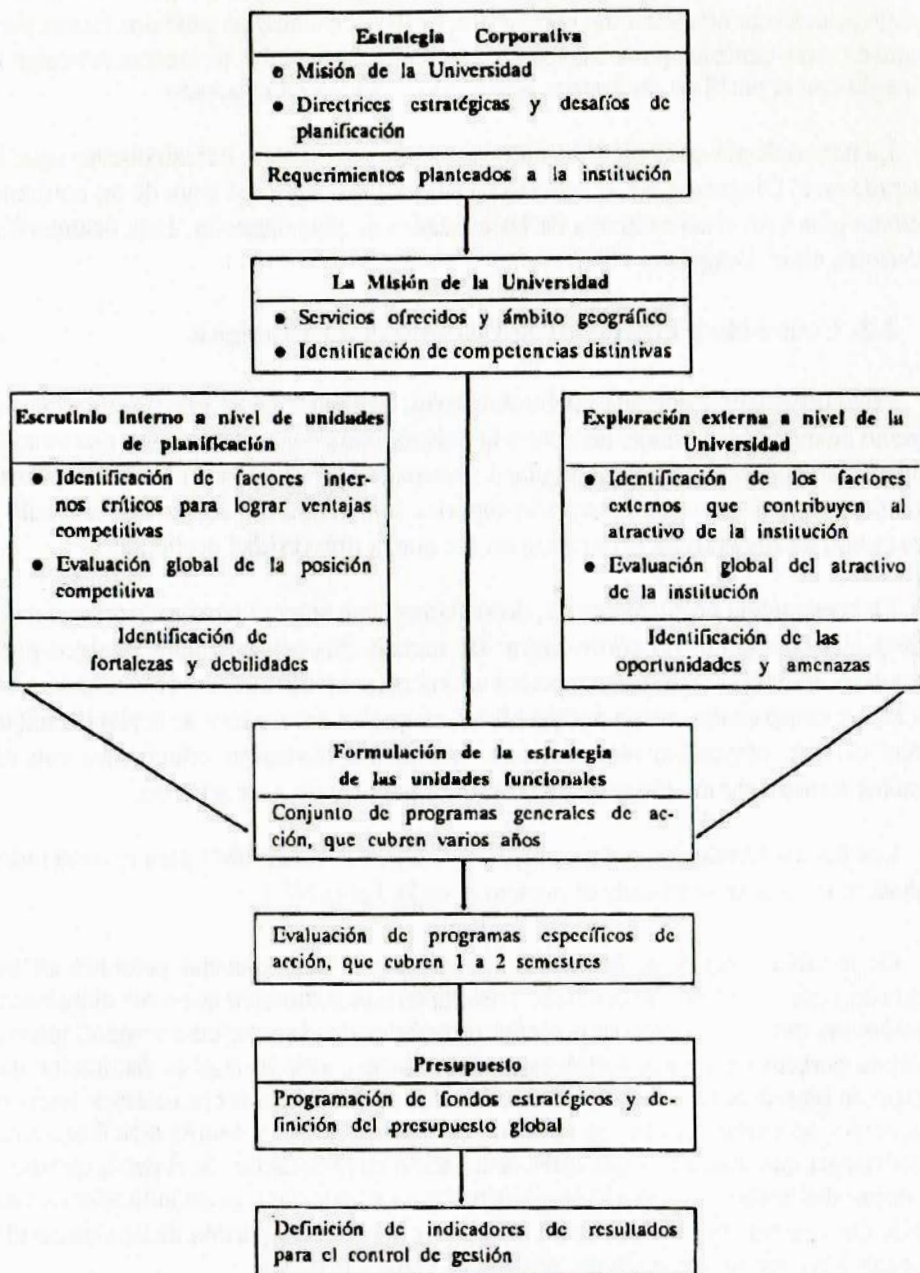 Estrategia Corporativa
● Misión de la Universidad
● Directrices estratégicas y desafíos de
planificación
Requerimientos planteados a la institución
La Misión de la Universidad
● Servicios ofrecidos y ámbito geográfico
● Identificación de competencias distintivas
Escrutinio interno a nivel de unidades
de planificación
● Identificación de factores inter-
nos críticos para lograr ventajas
competitivas
● Evaluación global de la posición
competitiva
Identificación de
fortalezas y debilidades
Exploración externa a nivel de la
Universidad
● Identificación de los factores
externos que contribuyen al
atractivo de la institución
● Evaluación global del atractivo
de la institución
Identificación de las
oportunidades y amenazas
Formulación de la estrategia
de las unidades funcionales
Conjunto de programas generales de ac-
ción, que cubren varios años
Evaluación de programas específicos de
acción, que cubren 1 a 2 semestres
Presupuesto
Programación de fondos estratégicos y de-
finición del presupuesto global
Definición de indicadores de resultados
para el control de gestión